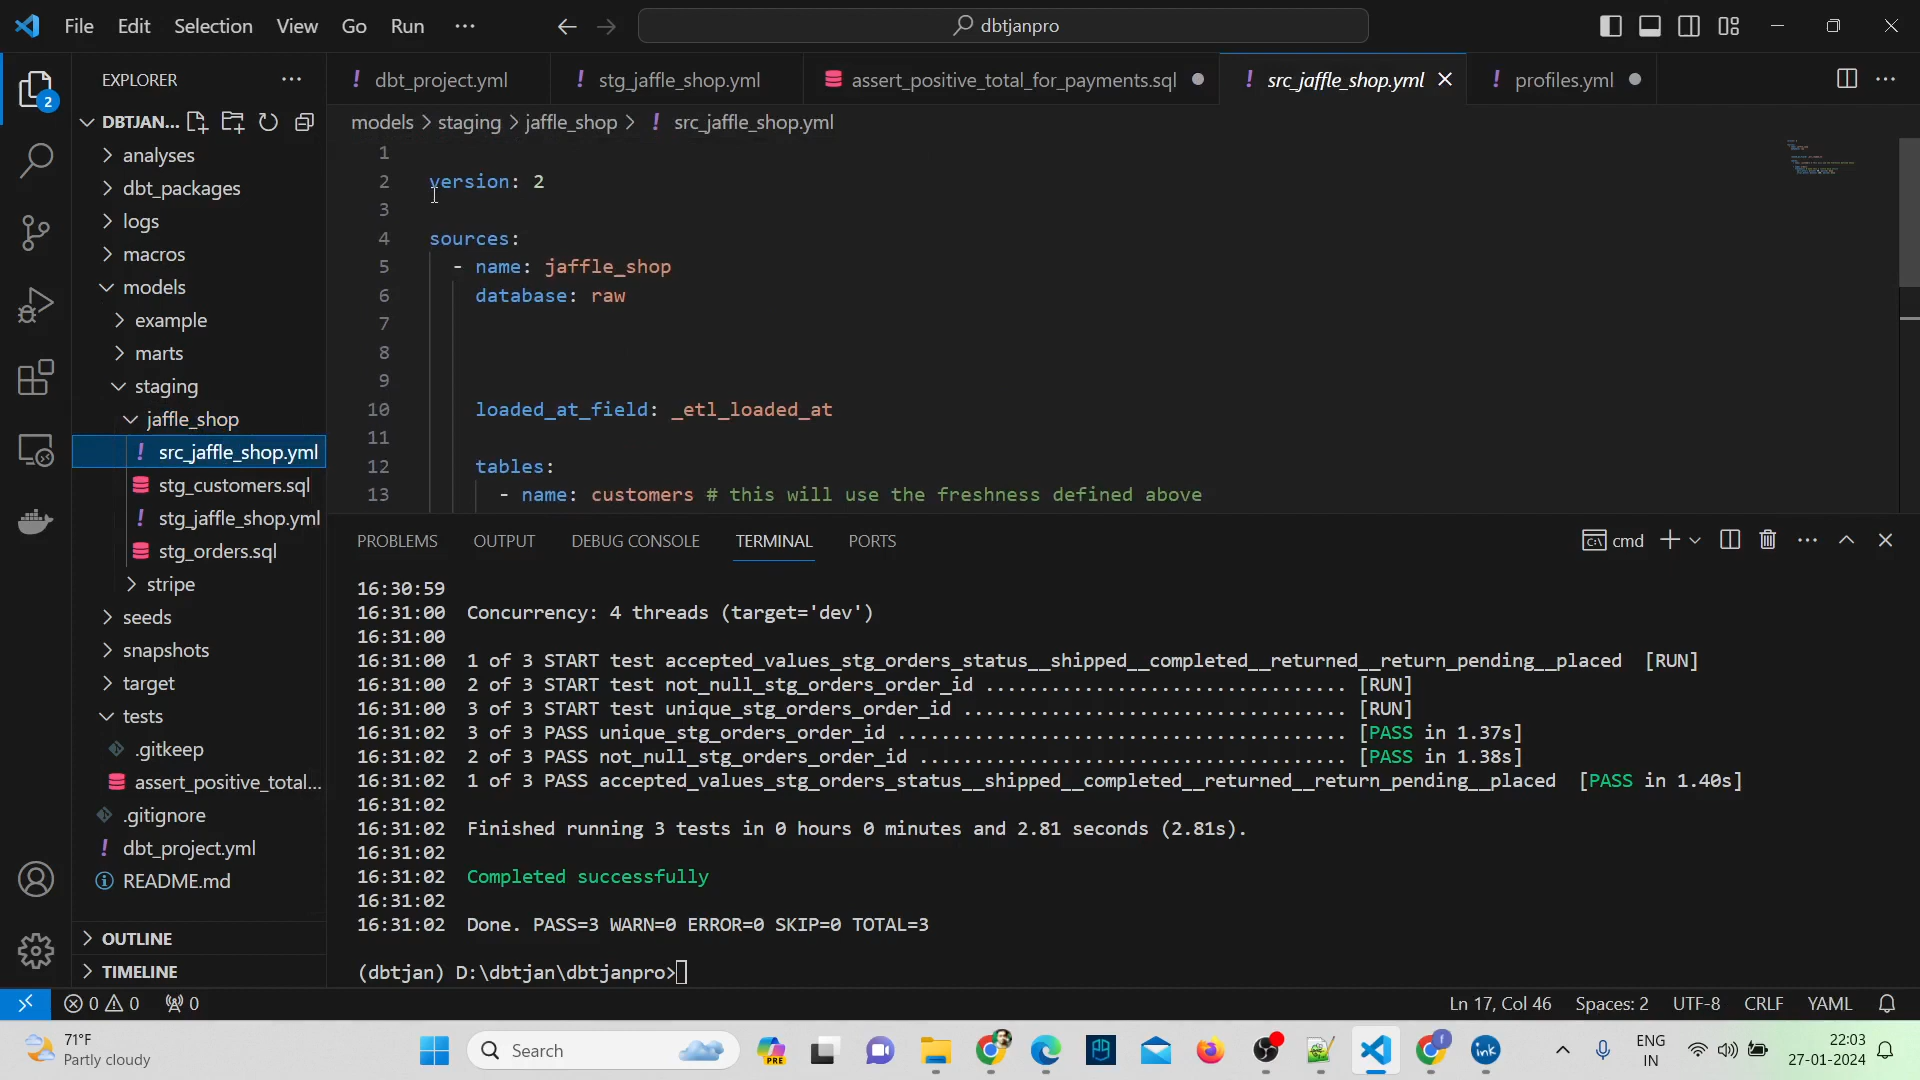 File Edit Selection View Go Run ... dbtjanpro
EXPLORER
2
DBTJAN...
analyses
dbt_packages
logs
macros
models
example
marts
staging
jaffle_shop
! src_jaffle_shop.yml
stg_customers.sql
! stg_jaffle_shop.yml
stg_orders.sql
stripe
seeds
snapshots
target
tests
.gitkeep
assert_positive_total...
.gitignore
! dbt_project.yml
README.md
OUTLINE
TIMELINE
! dbt_project.yml ! stg_jaffle_shop.yml assert_positive_total_for_payments.sql ! src_jaffle_shop.yml ! profiles.yml
models > staging > jaffle_shop > ! src_jaffle_shop.yml
1
2 version: 2
3
4 sources:
5 - name: jaffle_shop
6 database: raw
7
8
9
10 loaded_at_field: _etl_loaded_at
11
12 tables:
13 - name: customers # this will use the freshness defined above
PROBLEMS OUTPUT DEBUG CONSOLE TERMINAL PORTS cmd
16:30:59
16:31:00 Concurrency: 4 threads (target='dev')
16:31:00
16:31:00 1 of 3 START test accepted_values_stg_orders_status__shipped__completed__returned__return_pending__placed [RUN]
16:31:00 2 of 3 START test not_null_stg_orders_order_id ................................. [RUN]
16:31:00 3 of 3 START test unique_stg_orders_order_id ................................... [RUN]
16:31:02 3 of 3 PASS unique_stg_orders_order_id ......................................... [PASS in 1.37s]
16:31:02 2 of 3 PASS not_null_stg_orders_order_id ....................................... [PASS in 1.38s]
16:31:02 1 of 3 PASS accepted_values_stg_orders_status__shipped__completed__returned__return_pending__placed [PASS in 1.40s]
16:31:02
16:31:02 Finished running 3 tests in 0 hours 0 minutes and 2.81 seconds (2.81s).
16:31:02
16:31:02 Completed successfully
16:31:02
16:31:02 Done. PASS=3 WARN=0 ERROR=0 SKIP=0 TOTAL=3
(dbtjan) D:\dbtjan\dbtjanpro>
0 0 0 Ln 17, Col 46 Spaces: 2 UTF-8 CRLF YAML
71°F
Partly cloudy
Search
PRE
ink
ENG
IN
22:03
27-01-2024